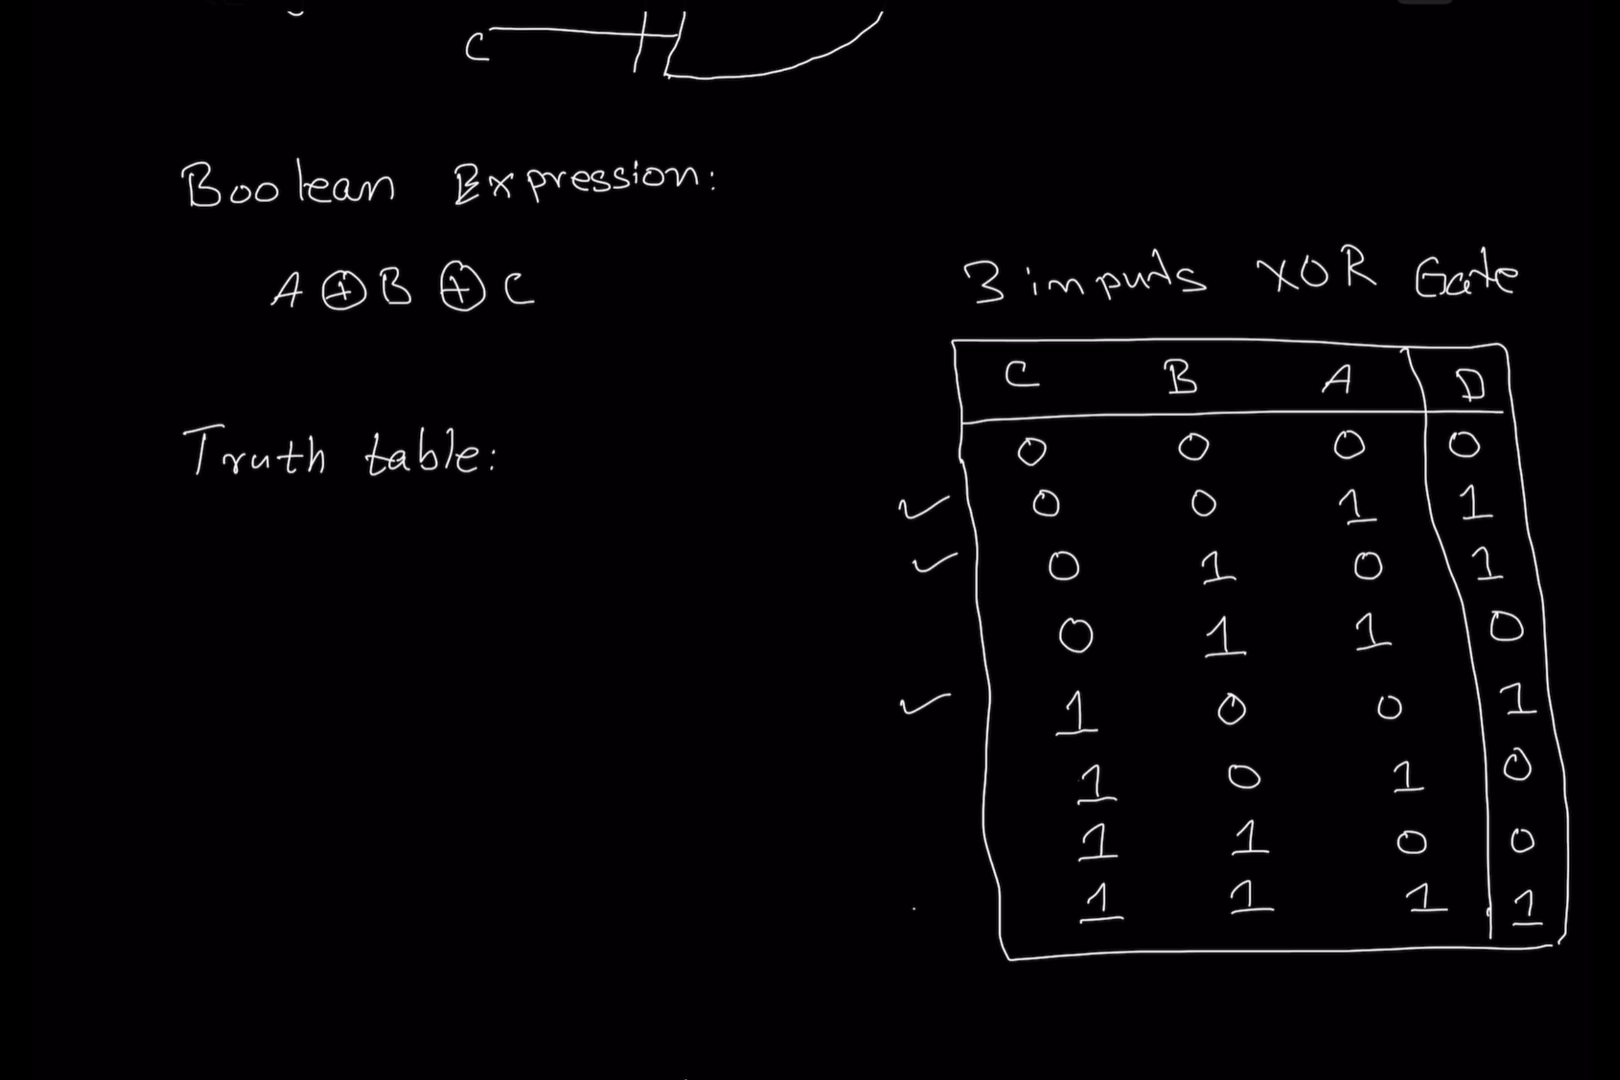 C
Boolean Expression:
A ⊕ B ⊕ C
Truth table:
3 imputs XOR Gate
C B A D
0 0 0 0
✓ 0 0 1 1
✓ 0 1 0 1
0 1 1 0
✓ 1 0 0 1
1 0 1 0
1 1 0 0
1 1 1 1